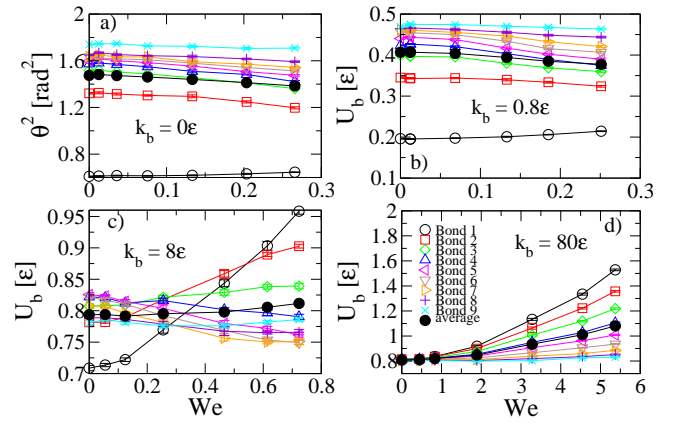 a)
θ² [rad²]
2
1.6
1.2
0.8
k_b = 0ε
0 0.1 0.2 0.3
We
U_b [ε]
0.5
0.4
0.3
0.2
0.1
k_b = 0.8ε
b)
0 0.1 0.2 0.3
We
c)
U_b [ε]
0.95
0.9
0.85
0.8
0.75
0.7
k_b = 8ε
0 0.2 0.4 0.6 0.8
We
d)
U_b [ε]
2
1.8
1.6
1.4
1.2
1
0.8
k_b = 80ε
Bond 1
Bond 2
Bond 3
Bond 4
Bond 5
Bond 6
Bond 7
Bond 8
Bond 9
average
0 1 2 3 4 5 6
We